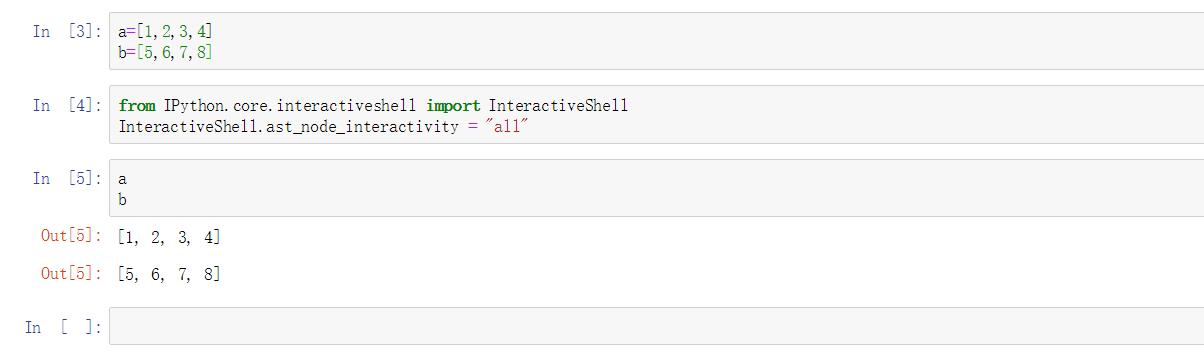 In [3]: a=[1,2,3,4]
b=[5,6,7,8]
In [4]: from IPython.core.interactiveshell import InteractiveShell
InteractiveShell.ast_node_interactivity = "all"
In [5]: a
b
Out[5]: [1, 2, 3, 4]
Out[5]: [5, 6, 7, 8]
In [ ]: